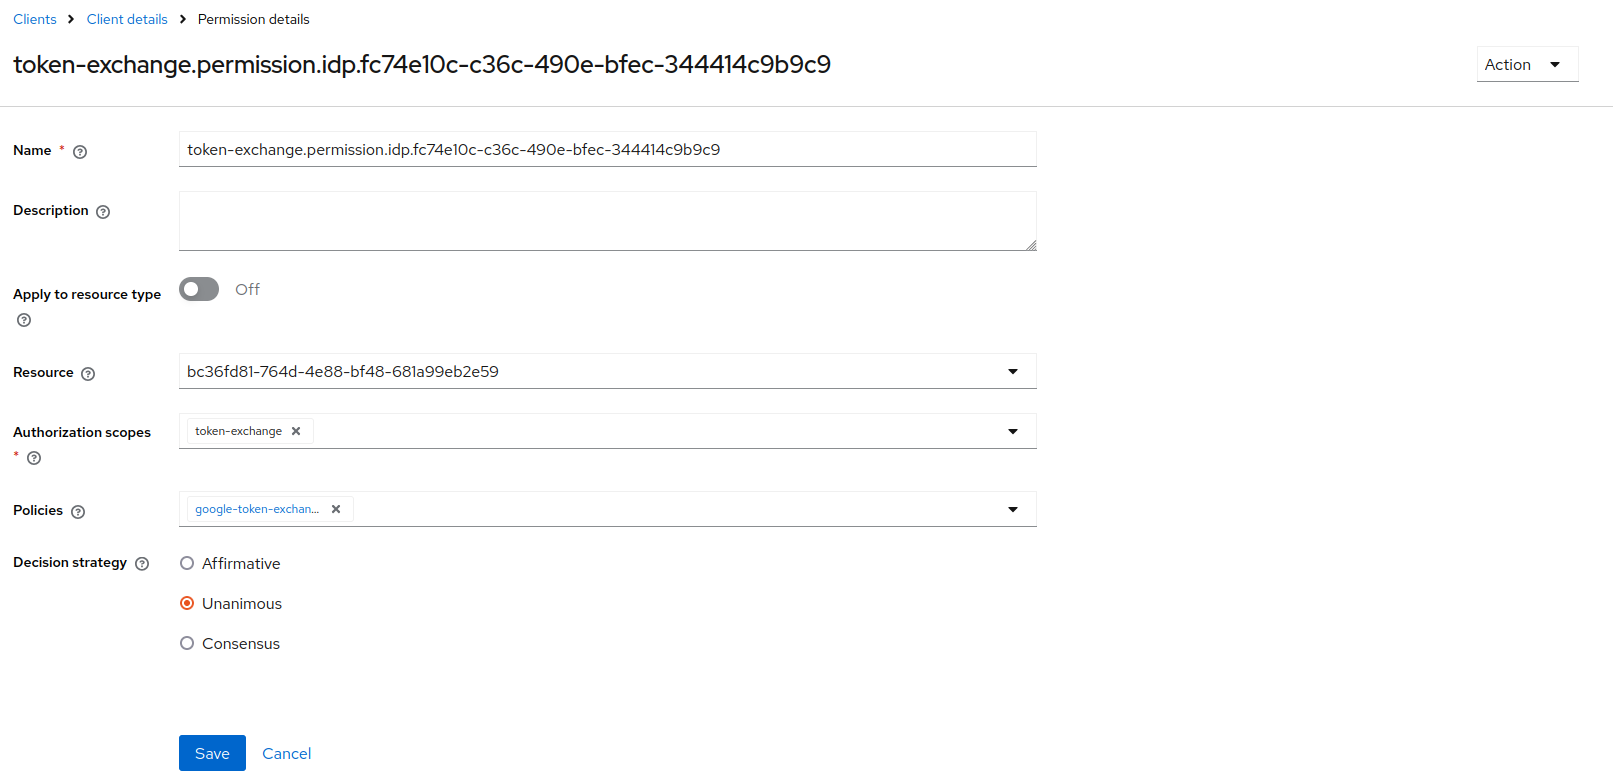 Clients > Client details > Permission details
token-exchange.permission.idp.fc74e10c-c36c-490e-bfec-344414c9b9c9
Action
Name *
token-exchange.permission.idp.fc74e10c-c36c-490e-bfec-344414c9b9c9
Description
Apply to resource type
Off
Resource
bc36fd81-764d-4e88-bf48-681a99eb2e59
Authorization scopes *
token-exchange
Policies
google-token-exchan...
Decision strategy
Affirmative
Unanimous
Consensus
Save Cancel